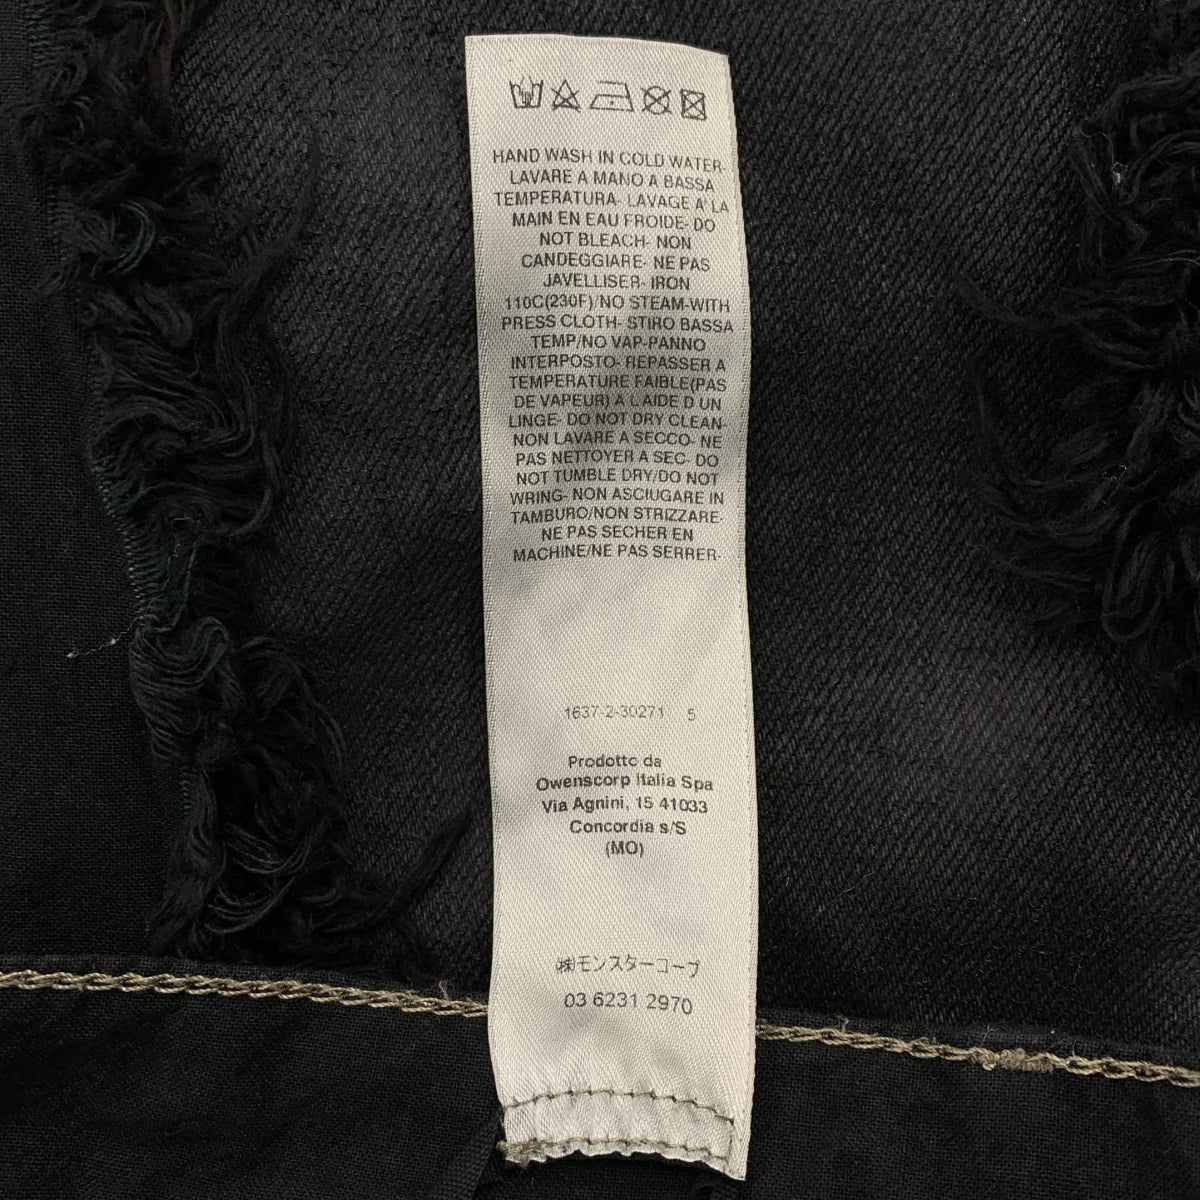 HAND WASH IN COLD WATER-
LAVARE A MANO A BASSA
TEMPERATURA- LAVAGE A'LA
MAIN EN EAU FROIDE- DO
NOT BLEACH- NON
CANDEGGIARE- NE PAS
JAVELLISER- IRON
110C(230F)/NO STEAM-WITH
PRESS CLOTH- STIRO BASSA
TEMP/NO VAP-PANNO
INTERPOSTO- REPASSER A
TEMPERATURE FAIBLE(PAS
DE VAPEUR) A L'AIDE D UN
LINGE- DO NOT DRY CLEAN-
NON LAVARE A SECCO- NE
PAS NETTOYER A SEC- DO
NOT TUMBLE DRY/DO NOT
WRING- NON ASCIUGARE IN
TAMBURO/NON STRIZZARE-
NE PAS SECHER EN
MACHINE/NE PAS SERRER-
1637-2-30271 5
Prodotto da
Owenscorp Italia Spa
Via Agnini, 15 41033
Concordia s/S
(MO)
㈱モンスターコープ
03 6231 2970